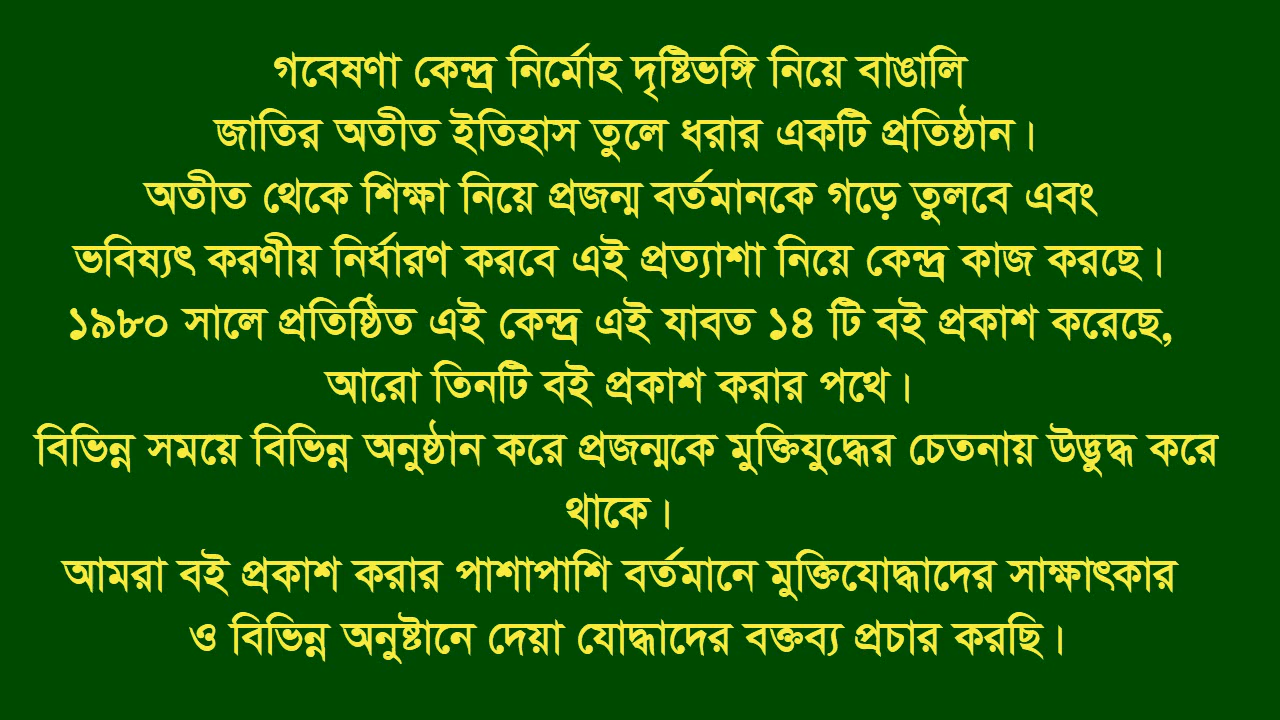 গবেষণা কেন্দ্র নির্মোহ দৃষ্টিভঙ্গি নিয়ে বাঙালি
জাতির অতীত ইতিহাস তুলে ধরার একটি প্রতিষ্ঠান।
অতীত থেকে শিক্ষা নিয়ে প্রজন্ম বর্তমানকে গড়ে তুলবে এবং
ভবিষ্যৎ করণীয় নির্ধারণ করবে এই প্রত্যাশা নিয়ে কেন্দ্র কাজ করছে।
১৯৮০ সালে প্রতিষ্ঠিত এই কেন্দ্র এই যাবত ১৪ টি বই প্রকাশ করেছে,
আরো তিনটি বই প্রকাশ করার পথে।
বিভিন্ন সময়ে বিভিন্ন অনুষ্ঠান করে প্রজন্মকে মুক্তিযুদ্ধের চেতনায় উদ্ভুদ্ধ করে
থাকে।
আমরা বই প্রকাশ করার পাশাপাশি বর্তমানে মুক্তিযোদ্ধাদের সাক্ষাৎকার
ও বিভিন্ন অনুষ্টানে দেয়া যোদ্ধাদের বক্তব্য প্রচার করছি।